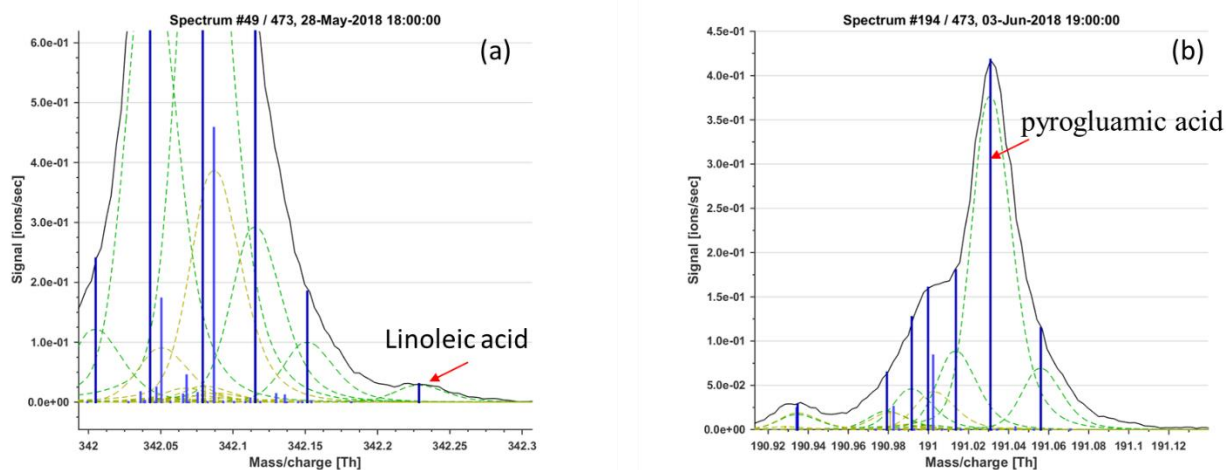 Spectrum #49 / 473, 28-May-2018 18:00:00
(a)
6.0e-01
5.0e-01
4.0e-01
3.0e-01
2.0e-01
1.0e-01
0.0e+00
Signal [ions/sec]
Linoleic acid
342 342.05 342.1 342.15 342.2 342.25 342.3
Mass/charge [Th]
Spectrum #194 / 473, 03-Jun-2018 19:00:00
(b)
4.5e-01
4.0e-01
3.5e-01
3.0e-01
2.5e-01
2.0e-01
1.5e-01
1.0e-01
5.0e-02
0.0e+00
Signal [ions/sec]
pyrogluamic acid
190.92 190.94 190.96 190.98 191 191.02 191.04 191.06 191.08 191.1 191.12
Mass/charge [Th]